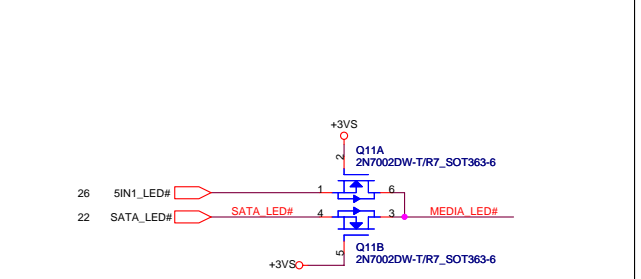 +3VS
2
Q11A
2N7002DW-T/R7_SOT363-6
26 5IN1_LED# 1 6
22 SATA_LED# SATA_LED# 4 3 MEDIA_LED#
5
Q11B
2N7002DW-T/R7_SOT363-6
+3VS